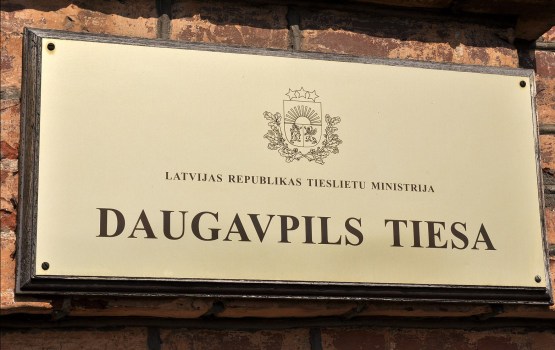 LATVIJAS REPUBLIKAS TIESLIETU MINISTRIJA
DAUGAVPILS TIESA